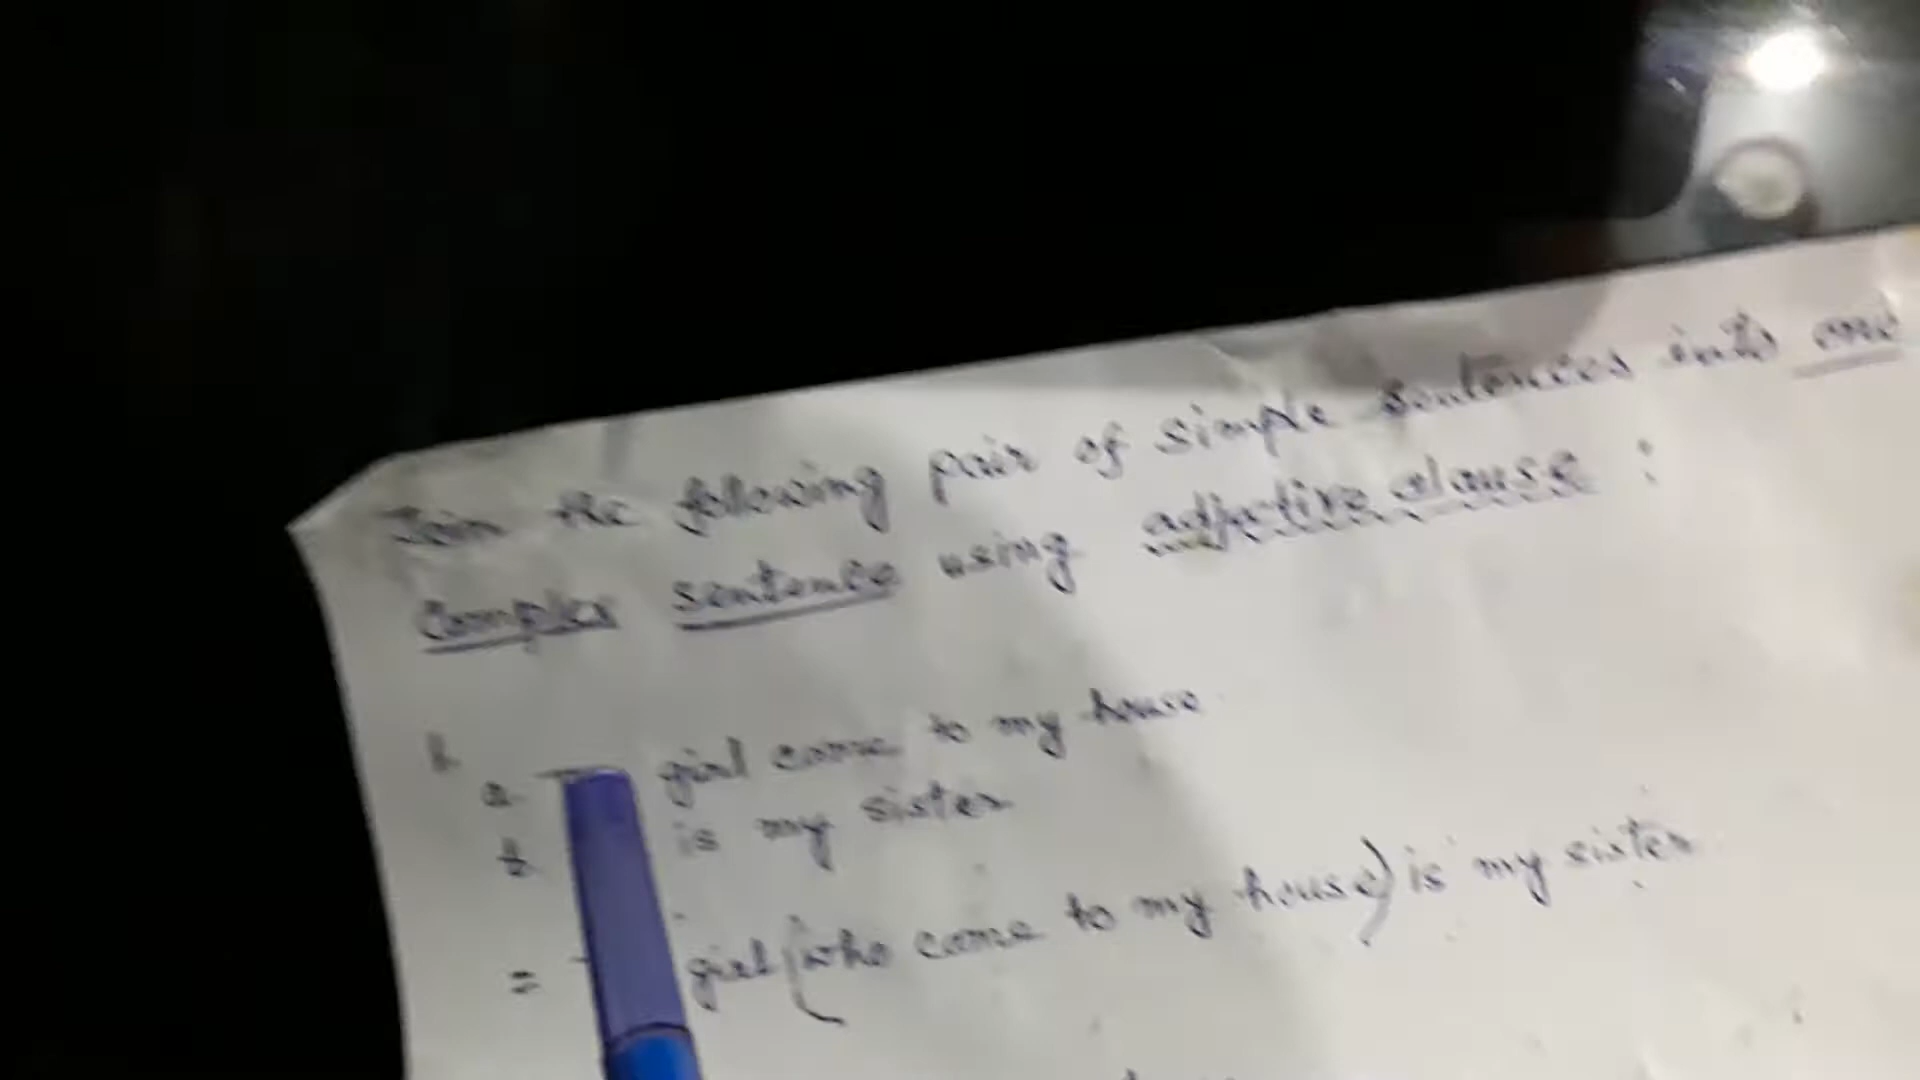 Join the following pair of simple sentences into one
complex sentence using adjective clause :
1.
a. girl come to my house
b. is my sister
= girl (who come to my house) is my sister